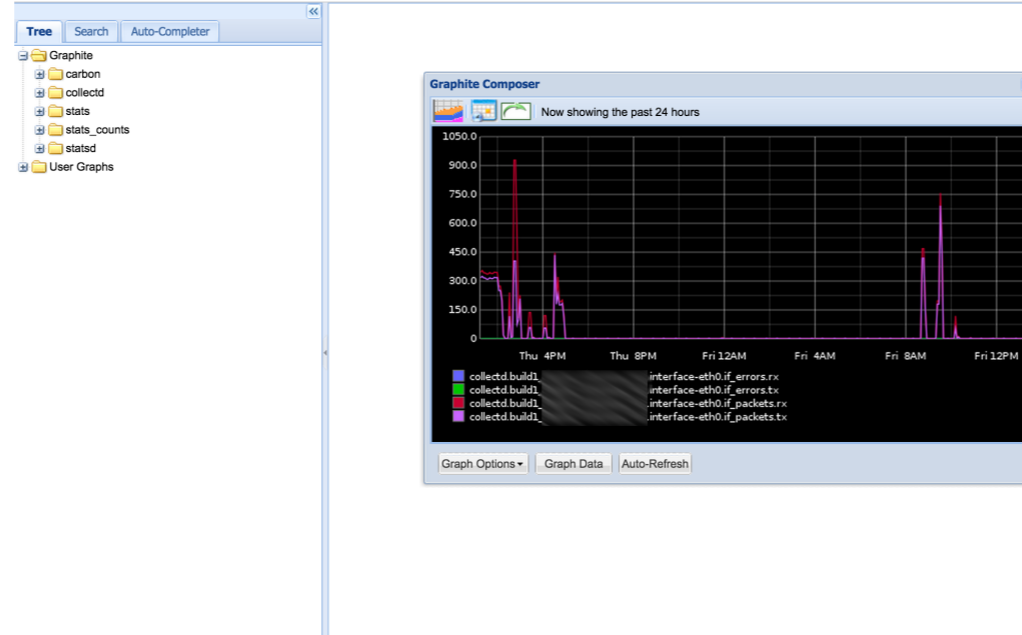 Tree Search Auto-Completer
Graphite
carbon
collectd
stats
stats_counts
statsd
User Graphs
Graphite Composer
Now showing the past 24 hours
1050.0
900.0
750.0
600.0
450.0
300.0
150.0
0
Thu 4PM Thu 8PM Fri 12AM Fri 4AM Fri 8AM Fri 12PM
collectd.build1_ .interface-eth0.if_errors.rx
collectd.build1_ .interface-eth0.if_errors.tx
collectd.build1_ .interface-eth0.if_packets.rx
collectd.build1_ .interface-eth0.if_packets.tx
Graph Options Graph Data Auto-Refresh